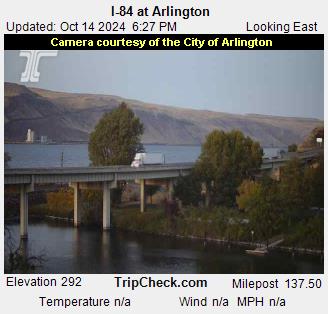 I-84 at Arlington
Updated: Oct 14 2024 6:27 PM Looking East
Camera courtesy of the City of Arlington
Elevation 292 TripCheck.com Milepost 137.50
Temperature n/a Wind n/a MPH n/a